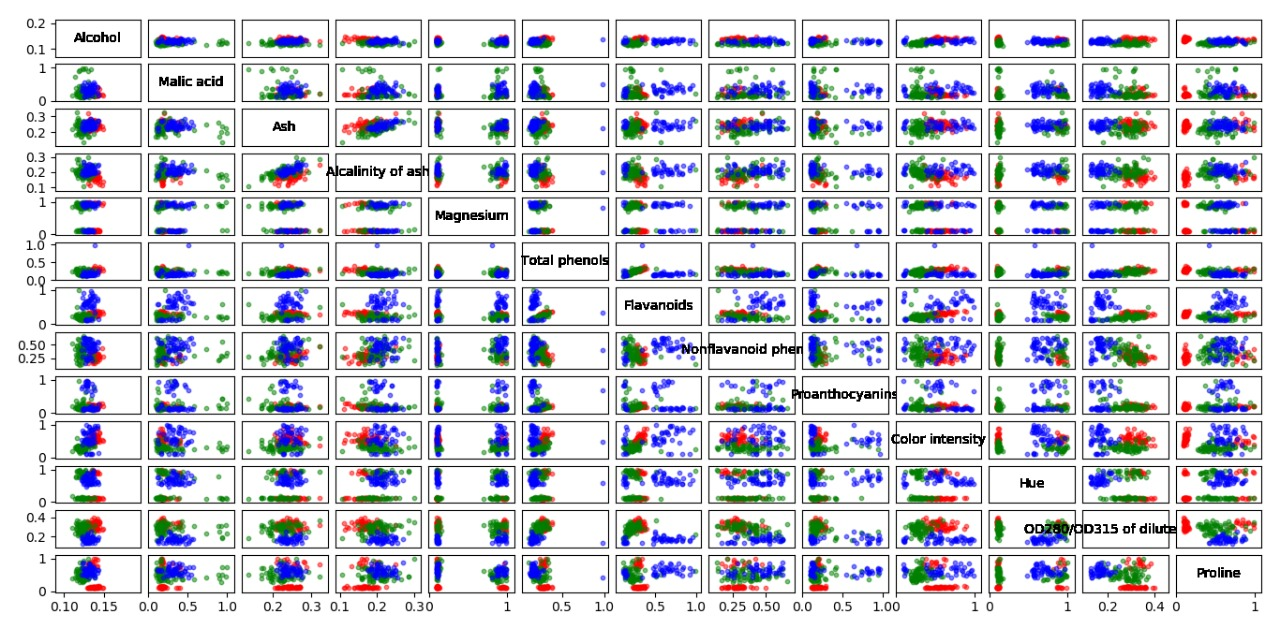 0.2
Alcohol
0.1
1
Malic acid
0
0.3
Ash
0.2
0.3
0.2
Alcalinity of ash
0.1
1
Magnesium
0
1.0
0.5
Total phenols
0.0
1
Flavanoids
0
0.50
Nonflavanoid phen
0.25
1
Proanthocyanins
0
1
Color intensity
0
1
Hue
0
0.4
OD280/OD315 of dilute
0.2
1
Proline
0
0.10 0.15 0.0 0.5 1.0 0.2 0.3 0.1 0.2 0.30 1 0.5 1.0 0.5 1.0 0.25 0.50 0.0 0.5 1.00 1 0 1 0.2 0.4 0 1